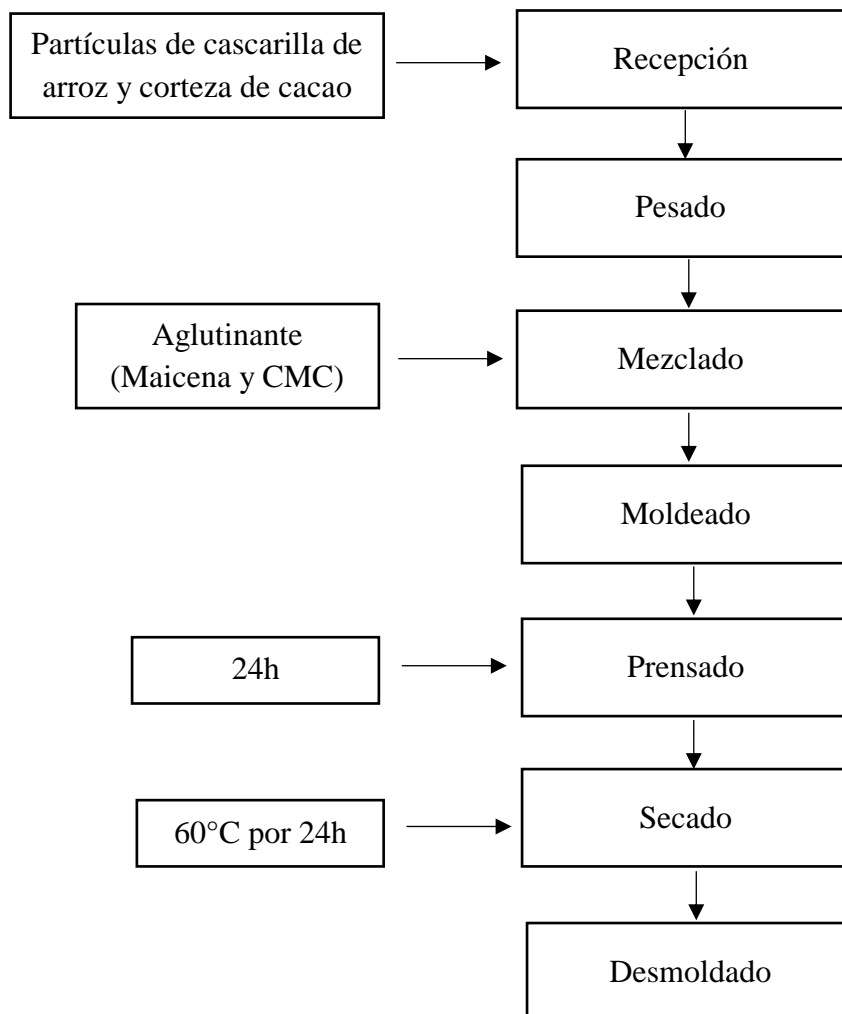 Partículas de cascarilla de
arroz y corteza de cacao
Recepción
Pesado
Aglutinante
(Maicena y CMC)
Mezclado
Moldeado
24h
Prensado
60°C por 24h
Secado
Desmoldado